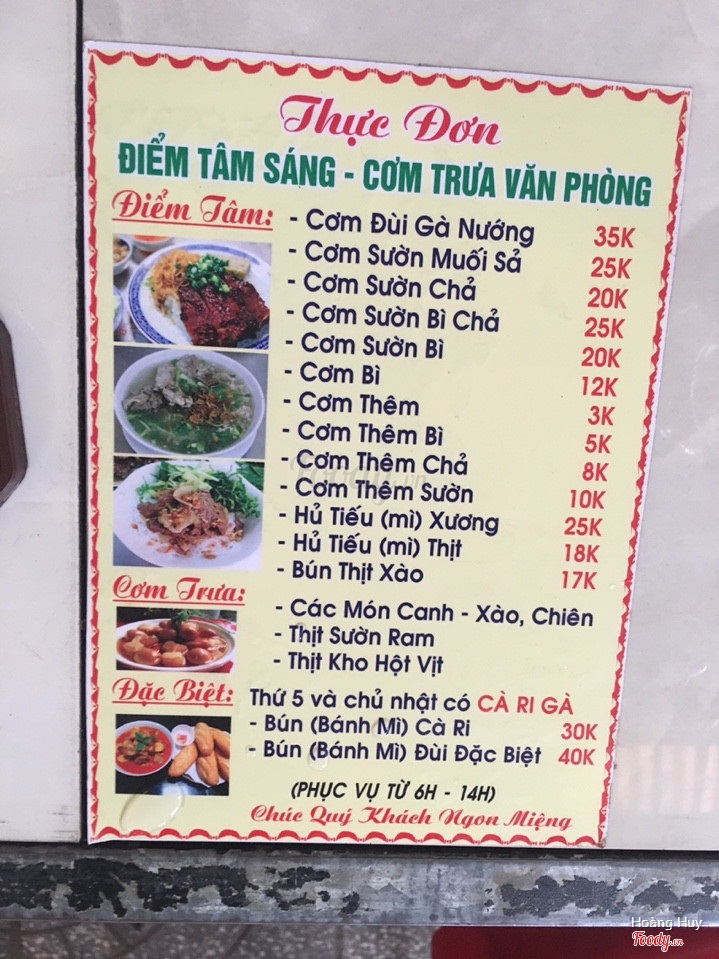 Thực Đơn
ĐIỂM TÂM SÁNG - CƠM TRƯA VĂN PHÒNG
Điểm Tâm:
- Cơm Đùi Gà Nướng 35K
- Cơm Sườn Muối Sả 25K
- Cơm Sườn Chả 20K
- Cơm Sườn Bì Chả 25K
- Cơm Sườn Bì 20K
- Cơm Bì 12K
- Cơm Thêm 3K
- Cơm Thêm Bì 5K
- Cơm Thêm Chả 8K
- Cơm Thêm Sườn 10K
- Hủ Tiếu (mì) Xương 25K
- Hủ Tiếu (mì) Thịt 18K
- Bún Thịt Xào 17K
Cơm Trưa:
- Các Món Canh - Xào, Chiên
- Thịt Sườn Ram
- Thịt Kho Hột Vịt
Đặc Biệt: Thứ 5 và chủ nhật có CÀ RI GÀ
- Bún (Bánh Mì) Cà Ri 30K
- Bún (Bánh Mì) Đùi Đặc Biệt 40K
(PHỤC VỤ TỪ 6H - 14H)
Chúc Quý Khách Ngon Miệng
Foody.vn
Hoàng Huy
Foody.vn